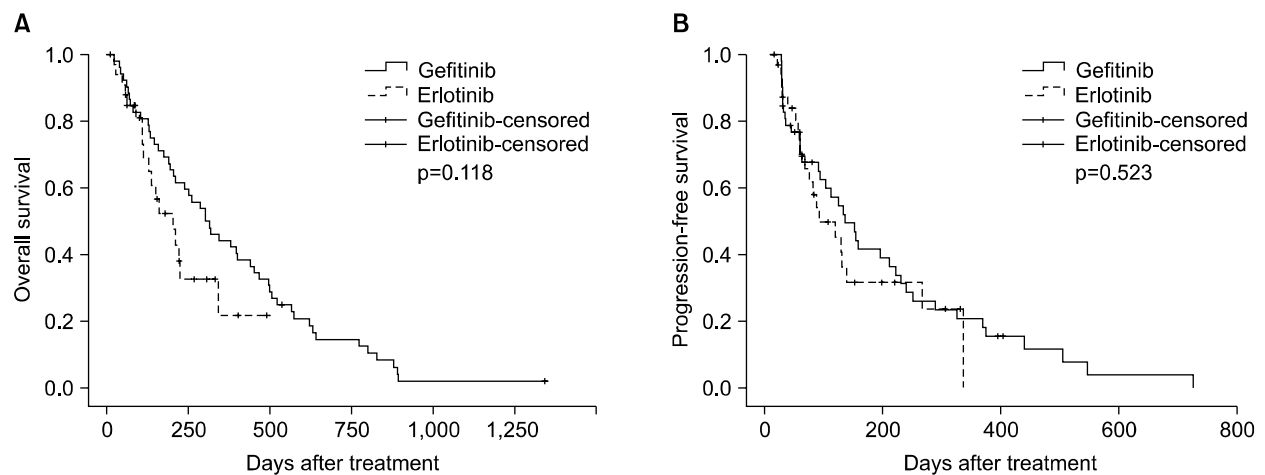 A
1.0
0.8
0.6
0.4
0.2
0.0
Overall survival
0
250
500
750
1,000
1,250
Days after treatment
Gefitinib
Erlotinib
Gefitinib-censored
Erlotinib-censored
p=0.118
B
1.0
0.8
0.6
0.4
0.2
0.0
Progression-free survival
0
200
400
600
800
Days after treatment
Gefitinib
Erlotinib
Gefitinib-censored
Erlotinib-censored
p=0.523